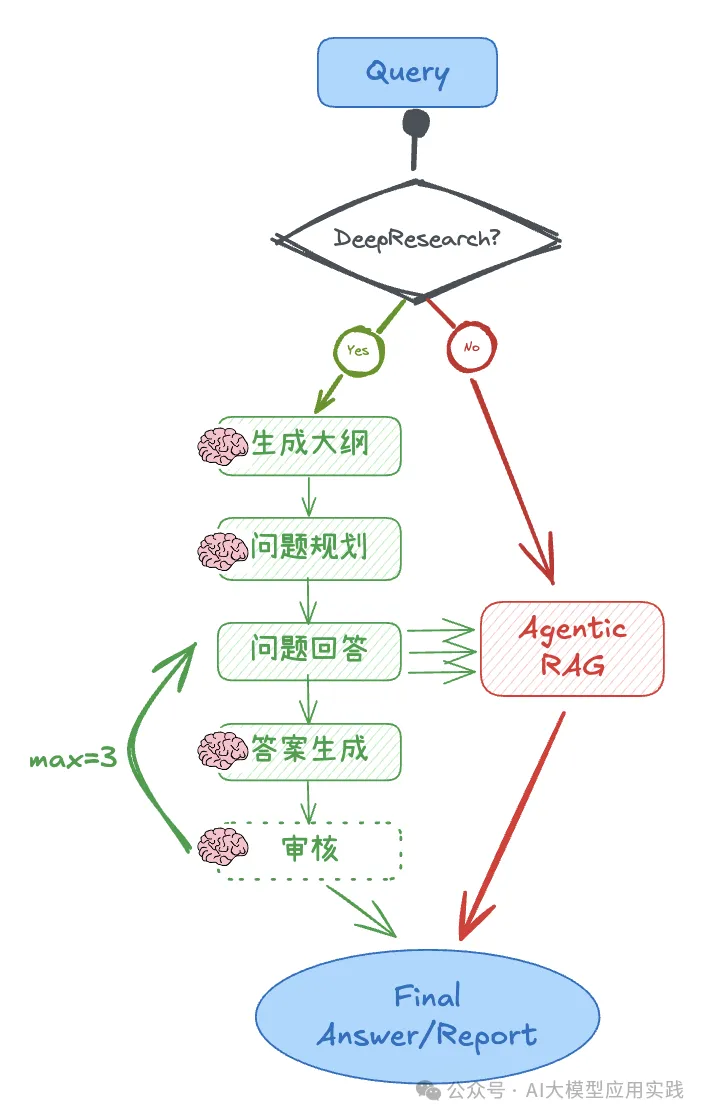 Query
DeepResearch?
Yes
No
生成大纲
问题规划
问题回答
Agentic
RAG
答案生成
max=3
审核
Final
Answer/Report
公众号 · AI大模型应用实践